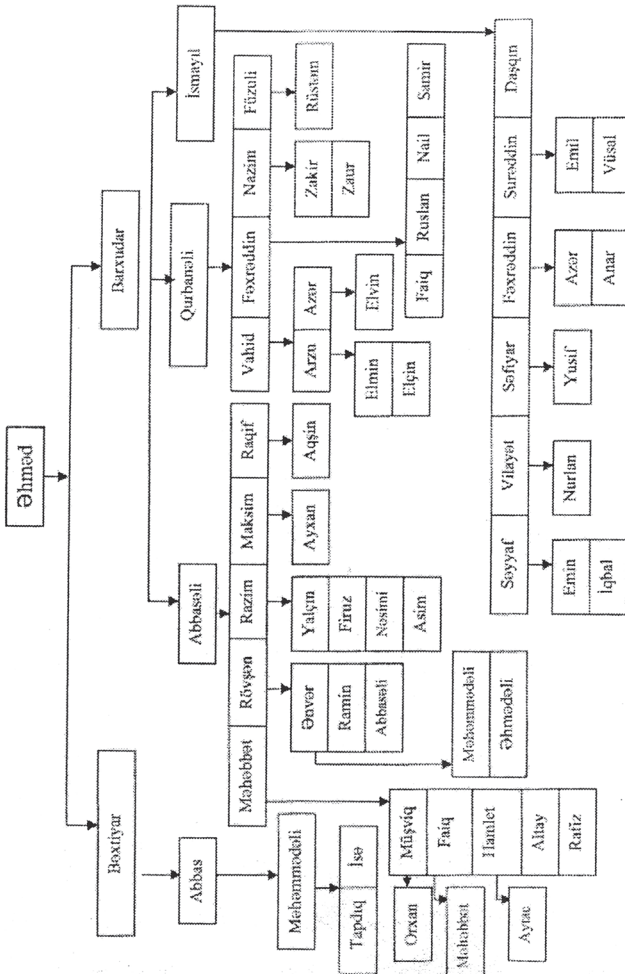 Əhməd
Bəxtiyar
Barxudar
Abbas
Abbasəli
Qurbanəli
İsmayıl
Məhəmmədəli
Tapdıq
İsə
Məhəbbət
Rövşən
Razim
Maksim
Raqif
Vahid
Fəxrəddin
Nazim
Füzuli
Müşviq
Faiq
Hamlet
Altay
Rafiz
Orxan
Məhəbbət
Aytac
Ənvər
Ramin
Abbasəli
Məhəmmədəli
Əhmədəli
Yalçın
Firuz
Nəsimi
Asim
Ayxan
Aqşin
Arzu
Azər
Elmin
Elçin
Elvin
Zakir
Zaur
Rüstəm
Faiq
Ruslan
Nail
Samir
Səyyaf
Vilayət
Səfiyar
Fəxrəddin
Surəddin
Daşqın
Emin
İqbal
Nurlan
Yusif
Azər
Anar
Emil
Vüsal